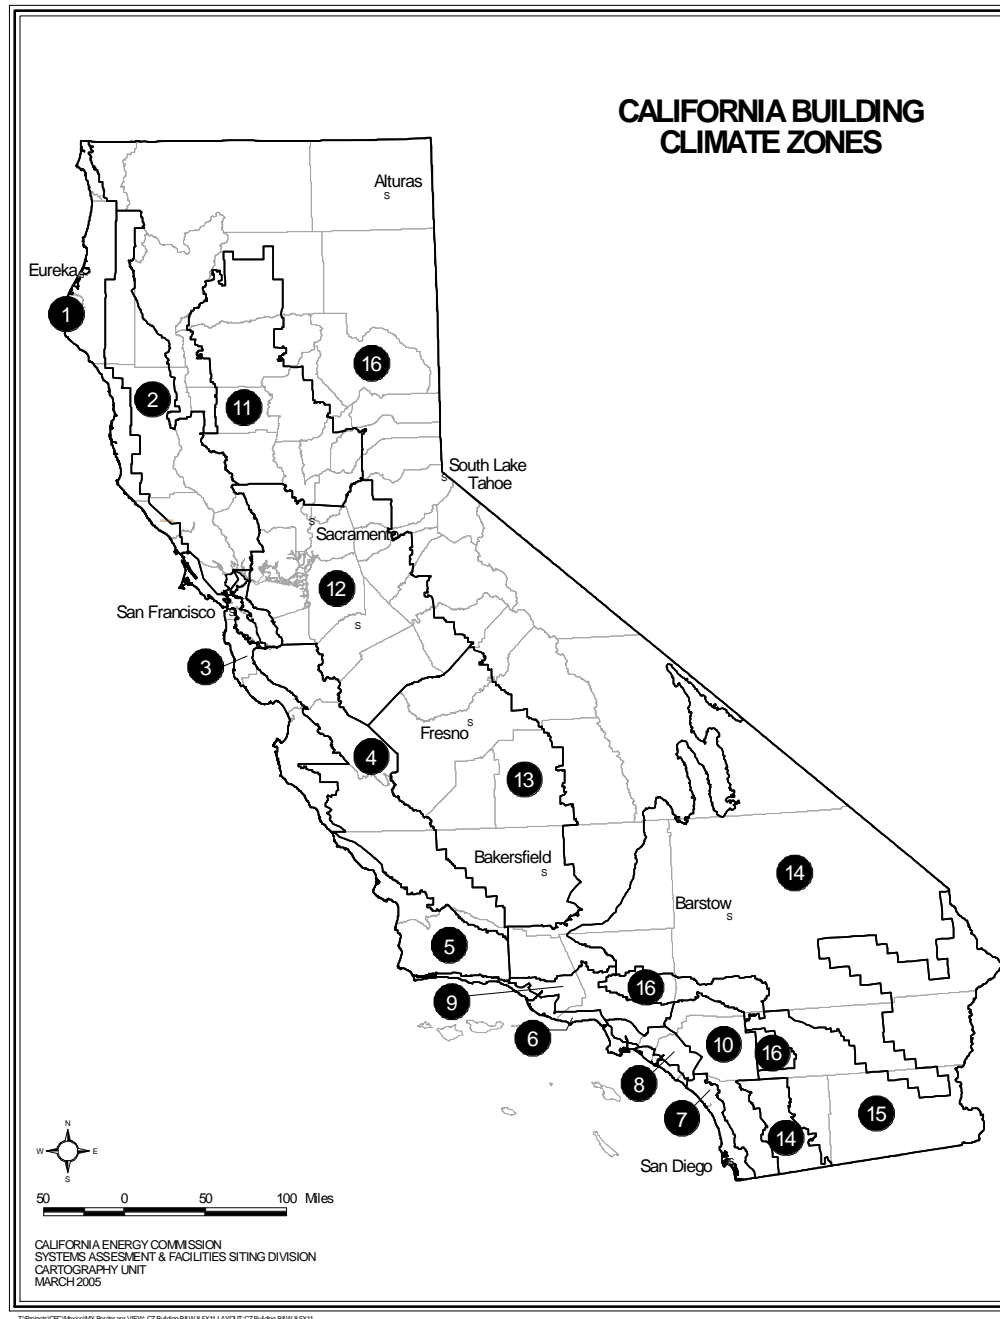 CALIFORNIA BUILDING
CLIMATE ZONES
Alturas
S
Eureka
1
16
2
11
South Lake
Tahoe
S
S
Sacramento
12
San Francisco
S
S
3
Fresno
S
4
13
Bakersfield
S
14
Barstow
S
5
16
9
6
10
16
8
7
15
14
San Diego
S
N
W
E
S
50 0 50 100 Miles
CALIFORNIA ENERGY COMMISSION
SYSTEMS ASSESMENT & FACILITIES SITING DIVISION
CARTOGRAPHY UNIT
MARCH 2005